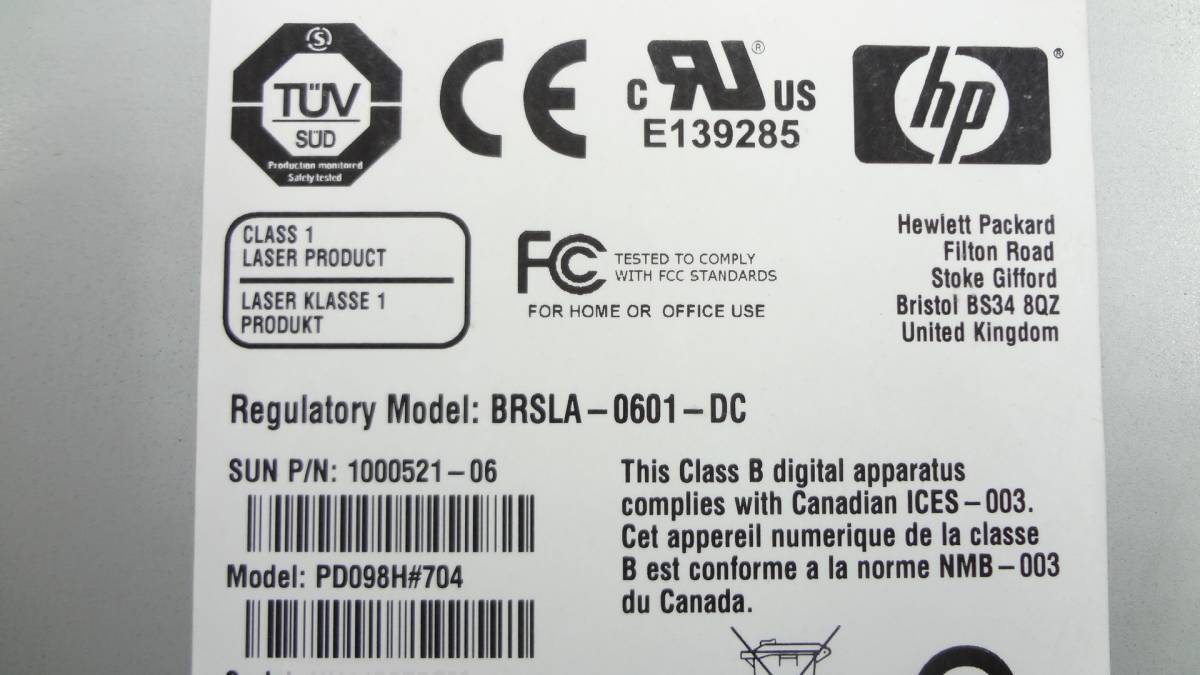 S
TÜV
SÜD
Production monitored
Safety tested
CE
C
US
E139285
hp
®
CLASS 1
LASER PRODUCT
LASER KLASSE 1
PRODUKT
FCC
TESTED TO COMPLY
WITH FCC STANDARDS
FOR HOME OR OFFICE USE
Hewlett Packard
Filton Road
Stoke Gifford
Bristol BS34 8QZ
United Kingdom
Regulatory Model: BRSLA-0601-DC
SUN P/N: 1000521-06
Model: PD098H#704
This Class B digital apparatus
complies with Canadian ICES-003.
Cet appareil numerique de la classe
B est conforme a la norme NMB-003
du Canada.